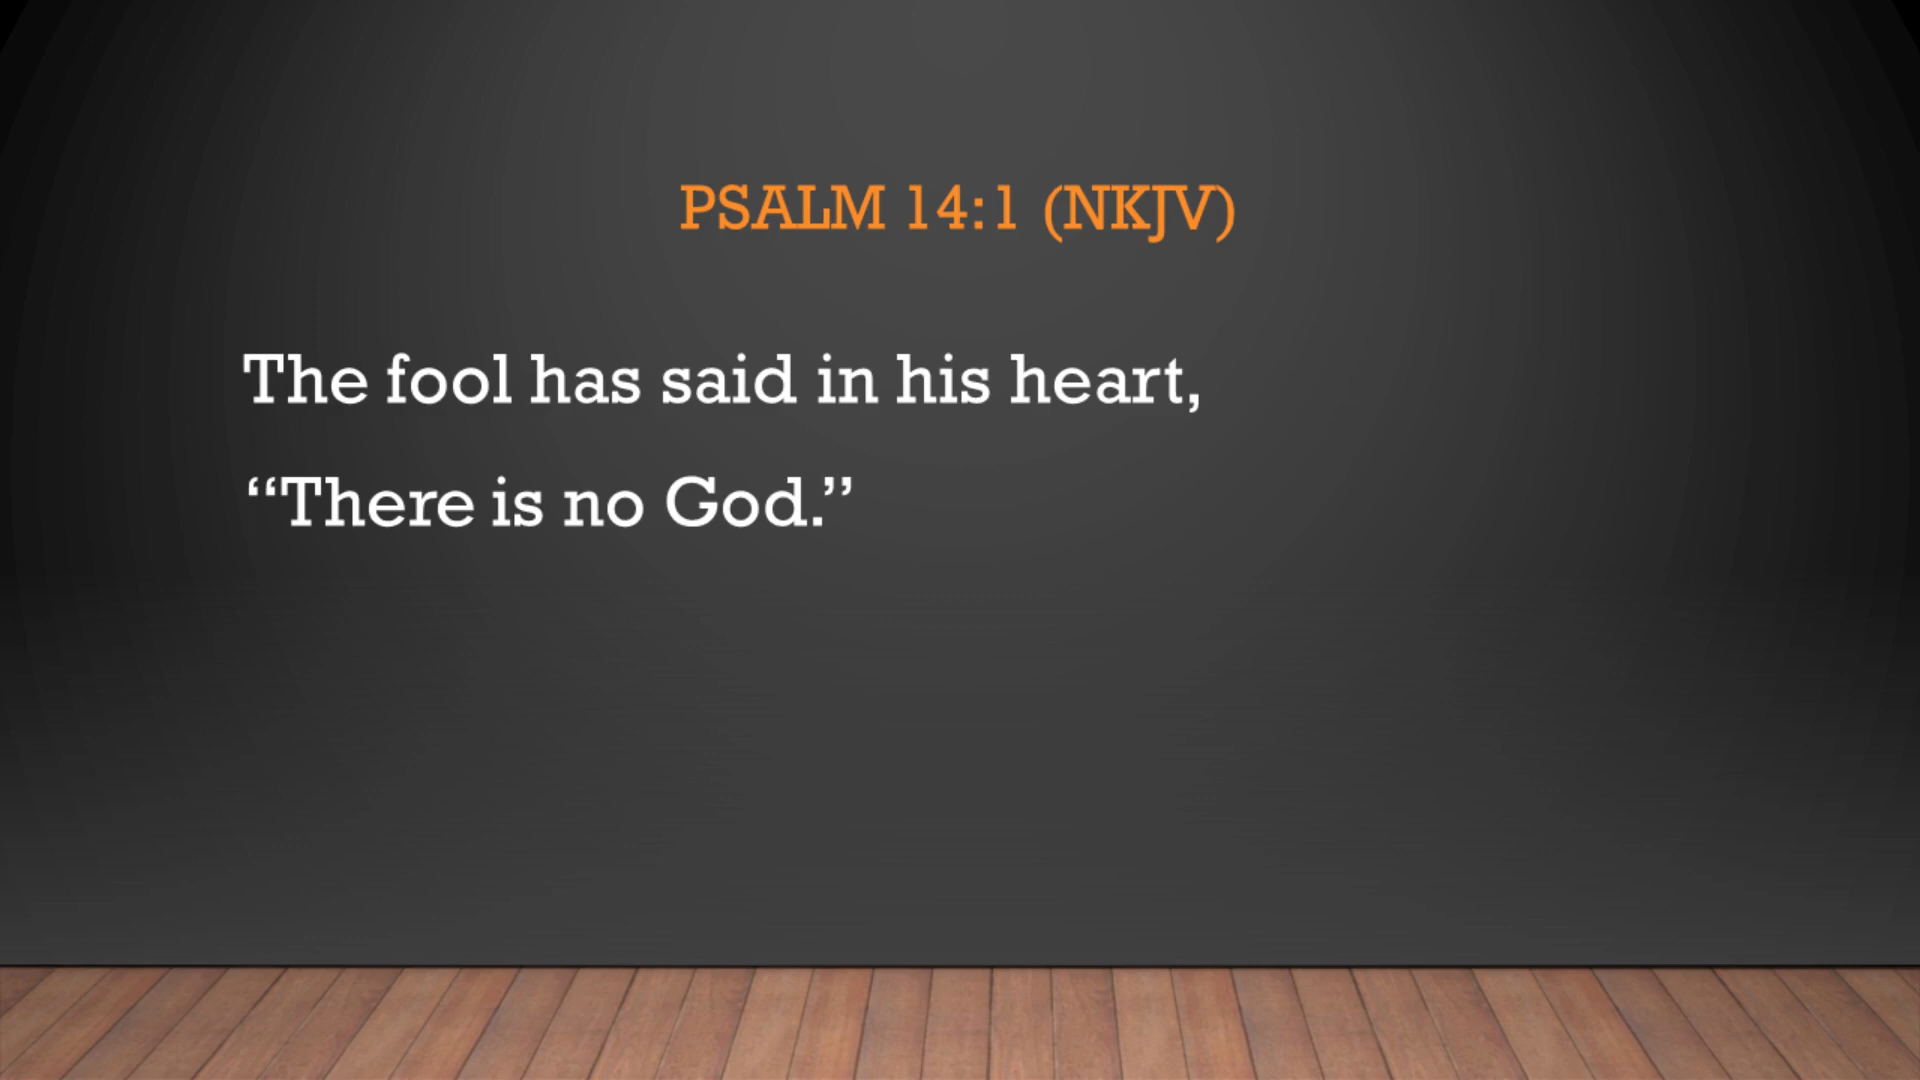 PSALM 14:1 (NKJV)
The fool has said in his heart,
“There is no God.”